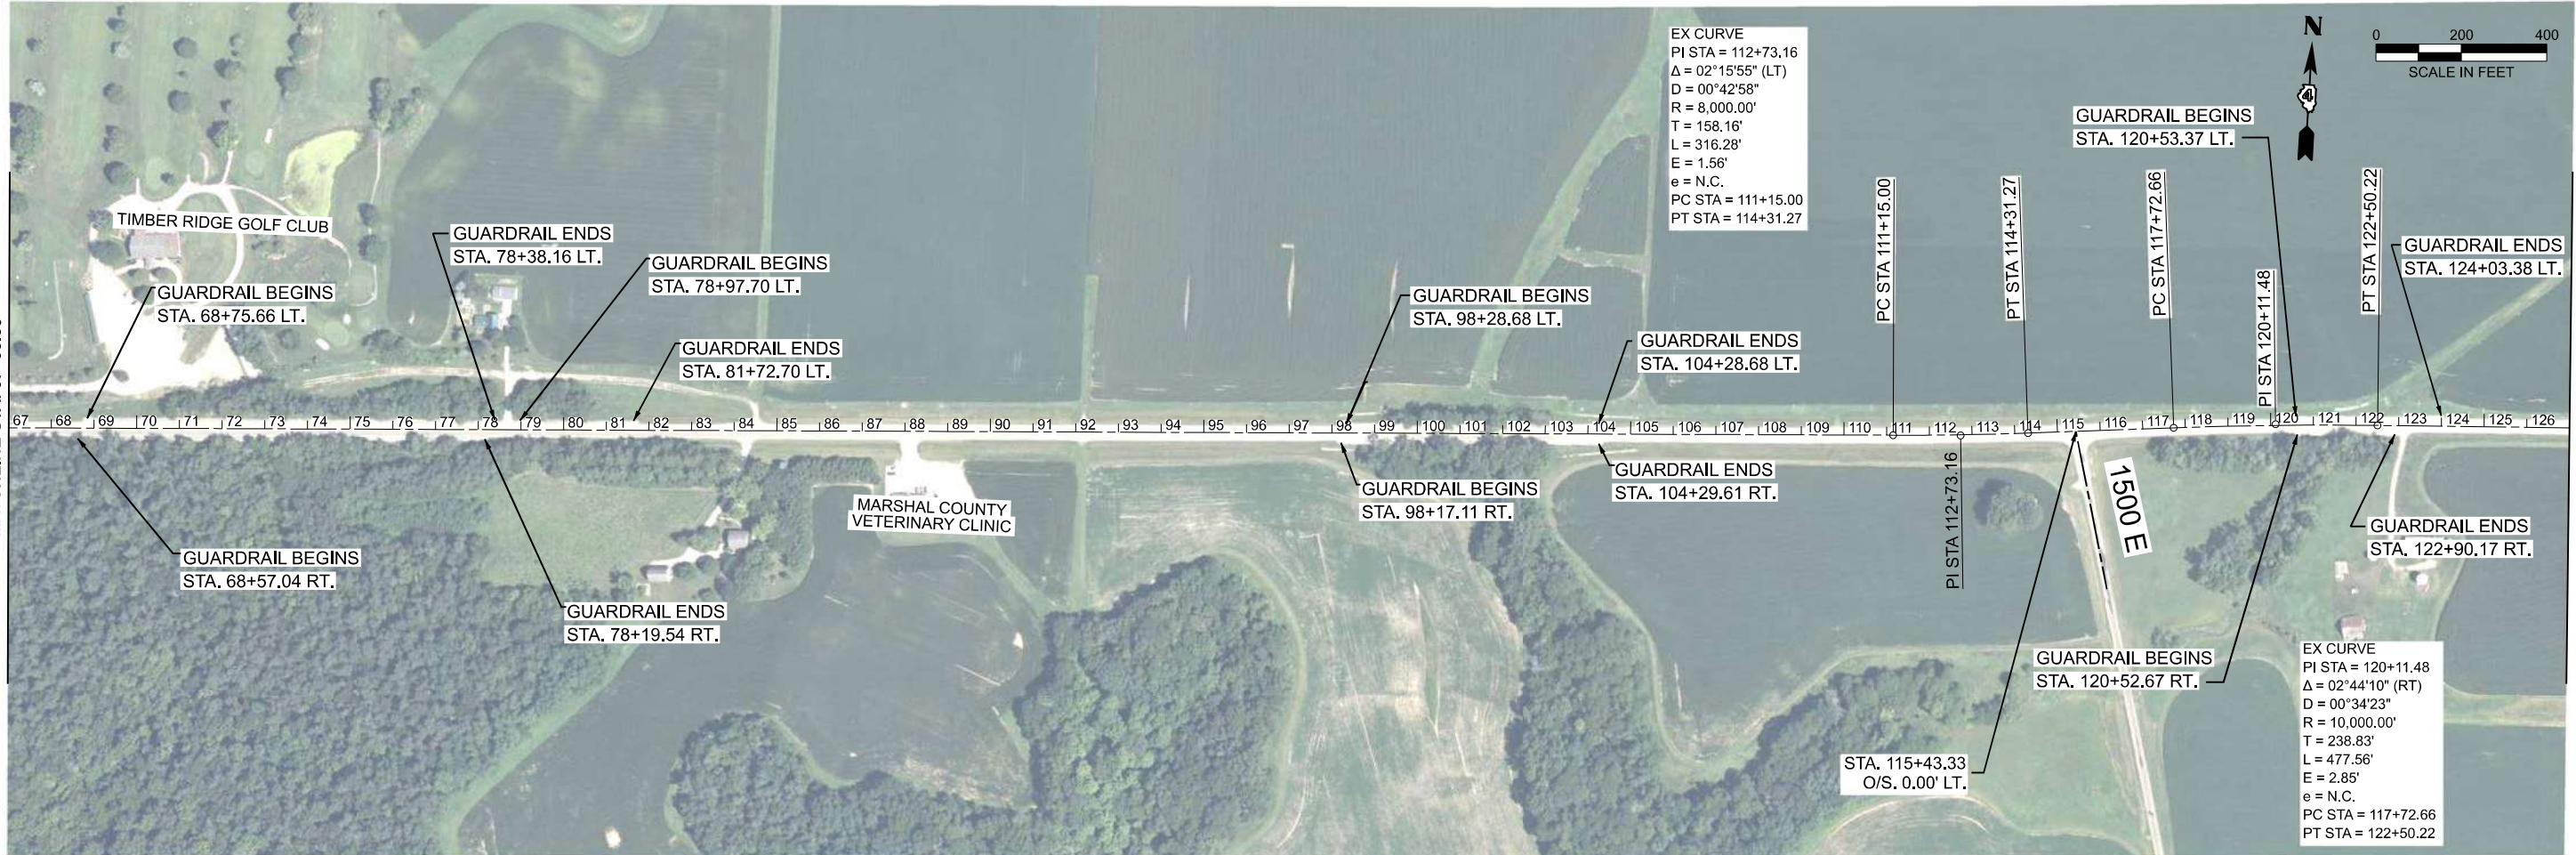 EX CURVE
PI STA = 112+73.16
Δ = 02°15'55" (LT)
D = 00°42'58"
R = 8,000.00'
T = 158.16'
L = 316.28'
E = 1.56'
e = N.C.
PC STA = 111+15.00
PT STA = 114+31.27
N
4
0 200 400
SCALE IN FEET
GUARDRAIL BEGINS
STA. 120+53.37 LT.
PC STA 111+15.00
PT STA 114+31.27
PC STA 117+72.66
PI STA 120+11.48
PT STA 122+50.22
TIMBER RIDGE GOLF CLUB
GUARDRAIL ENDS
STA. 78+38.16 LT.
GUARDRAIL BEGINS
STA. 78+97.70 LT.
GUARDRAIL BEGINS
STA. 68+75.66 LT.
GUARDRAIL ENDS
STA. 81+72.70 LT.
GUARDRAIL BEGINS
STA. 98+28.68 LT.
GUARDRAIL ENDS
STA. 104+28.68 LT.
GUARDRAIL ENDS
STA. 124+03.38 LT.
67 68 69 70 71 72 73 74 75 76 77 78 79 80 81 82 83 84 85 86 87 88 89 90 91 92 93 94 95 96 97 98 99 100 101 102 103 104 105 106 107 108 109 110 111 112 113 114 115 116 117 118 119 120 121 122 123 124 125 126
GUARDRAIL BEGINS
STA. 68+57.04 RT.
GUARDRAIL ENDS
STA. 78+19.54 RT.
MARSHAL COUNTY
VETERINARY CLINIC
GUARDRAIL BEGINS
STA. 98+17.11 RT.
GUARDRAIL ENDS
STA. 104+29.61 RT.
PI STA 112+73.16
1500 E
GUARDRAIL ENDS
STA. 122+90.17 RT.
GUARDRAIL BEGINS
STA. 120+52.67 RT.
STA. 115+43.33
O/S. 0.00' LT.
EX CURVE
PI STA = 120+11.48
Δ = 02°44'10" (RT)
D = 00°34'23"
R = 10,000.00'
T = 238.83'
L = 477.56'
E = 2.85'
e = N.C.
PC STA = 117+72.66
PT STA = 122+50.22